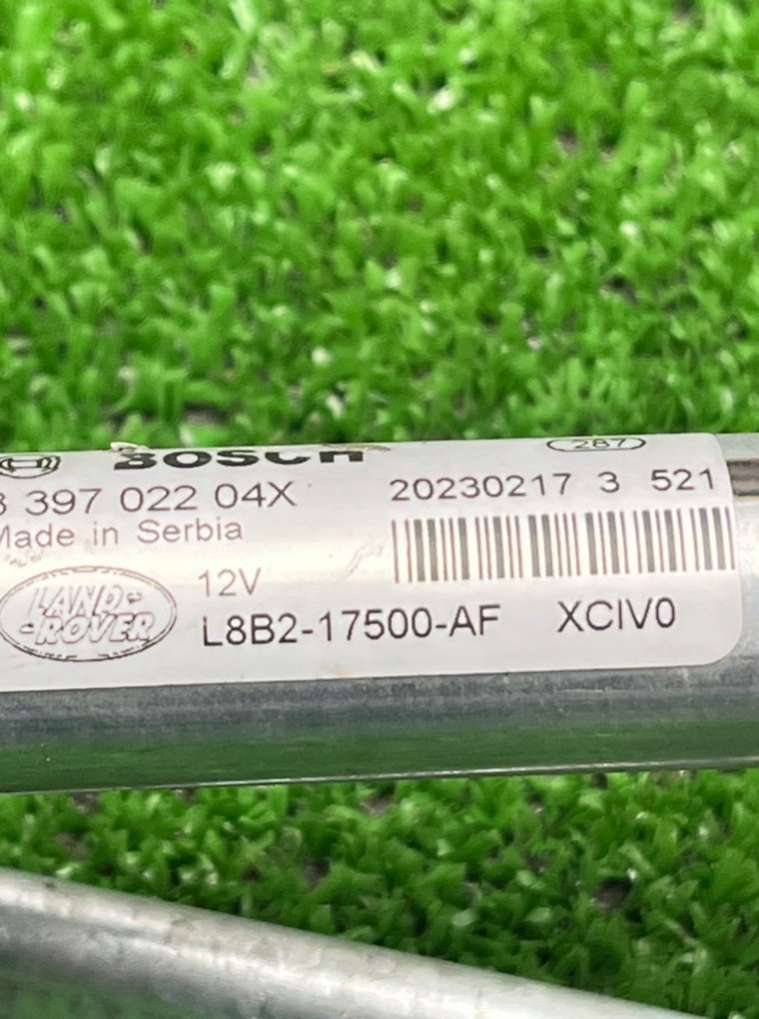 BOSCH
287
3 397 022 04X
20230217 3 521
Made in Serbia
LAND-
-ROVER
12V
L8B2-17500-AF XCIV0